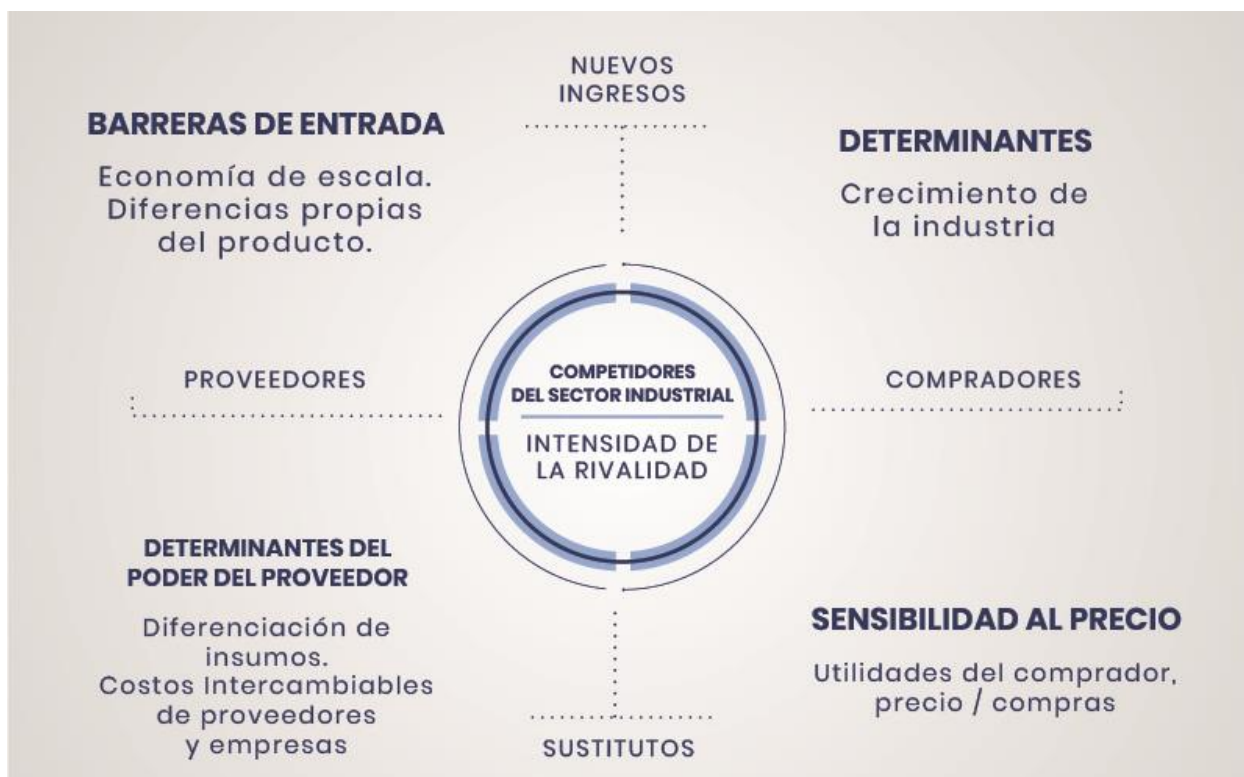 NUEVOS
INGRESOS
BARRERAS DE ENTRADA
Economía de escala.
Diferencias propias
del producto.
DETERMINANTES
Crecimiento de
la industria
PROVEEDORES
COMPETIDORES
DEL SECTOR INDUSTRIAL
INTENSIDAD DE
LA RIVALIDAD
COMPRADORES
DETERMINANTES DEL
PODER DEL PROVEEDOR
Diferenciación de
insumos.
Costos Intercambiables
de proveedores
y empresas
SENSIBILIDAD AL PRECIO
Utilidades del comprador,
precio / compras
SUSTITUTOS